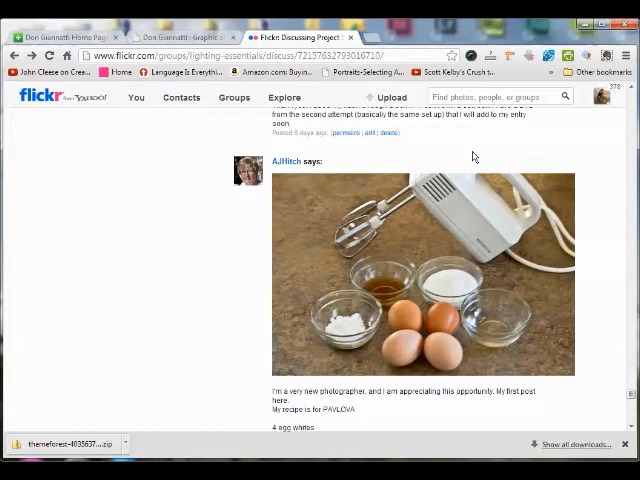 Don Giannatti Home Page
Don Giannatti : Graphic a
Flickr: Discussing Project
www.flickr.com/groups/lighting-essentials/discuss/72157632793016710/
John Cleese on Crea...
Home
Language IS Everythi...
Amazon.com: Buyin...
Portraits-Selecting A...
Scott Kelby's Crush t...
»
Other bookmarks
flickr from YAHOO!
You
Contacts
Groups
Explore
Upload
Find photos, people, or groups
378
from the second attempt (basically the same set up) that I will add to my entry
soon.
Posted 8 days ago. (permalink | edit | delete)
AJHitch says:
I'm a very new photographer, and I am appreciating this opportunity. My first post
here.
My recipe is for PAVLOVA
4 egg whites
themeforest-4035637....zip
Show all downloads...